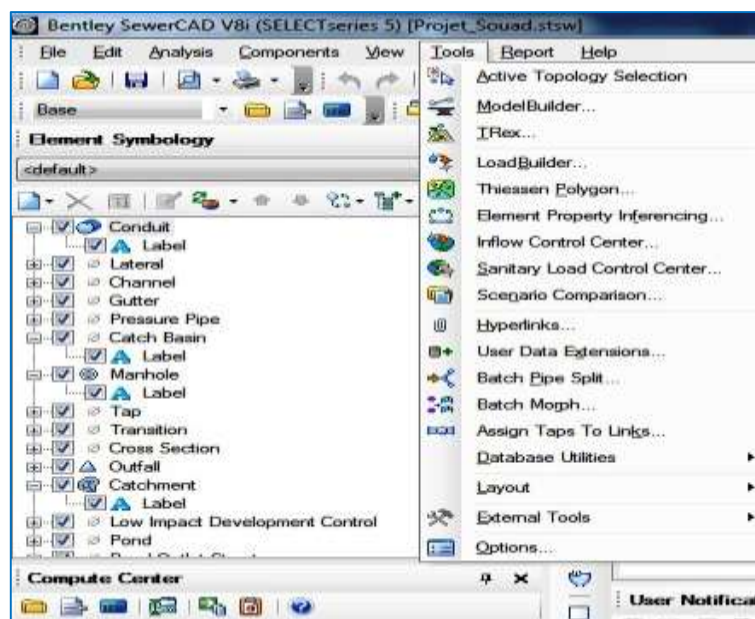 Bentley SewerCAD V8i (SELECTseries 5) [Projet_Souad.stsw]
File Edit Analysis Components View Tools Report Help
Base
Element Symbology
<default>
Conduit
Label
Lateral
Channel
Gutter
Pressure Pipe
Catch Basin
Label
Manhole
Label
Tap
Transition
Cross Section
Outfall
Catchment
Label
Low Impact Development Control
Pond
Compute Center
Active Topology Selection
ModelBuilder...
TRex...
LoadBuilder...
Thiessen Polygon...
Element Property Inferencing...
Inflow Control Center...
Sanitary Load Control Center...
Scenario Comparison...
Hyperlinks...
User Data Extensions...
Batch Pipe Split...
Batch Morph...
Assign Taps To Links...
Database Utilities
Layout
External Tools
Options...
User Notifica